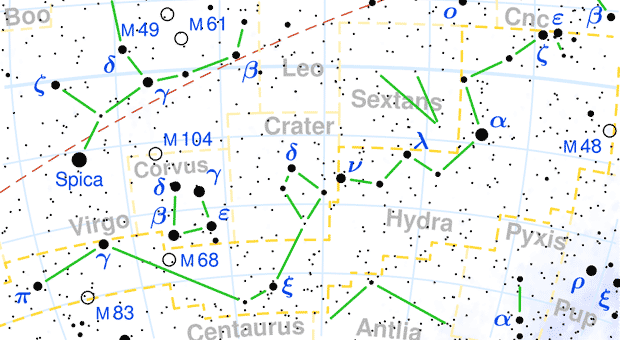 Boo
M 49
M 61
ο
Cnc
ε
β
δ
ζ
ζ
γ
β
Leo
Sextans
α
Crater
M 104
λ
M 48
Corvus
δ
ν
Spica
δ
γ
β
ε
Virgo
Hydra
Pyxis
γ
M 68
π
ξ
ρ
ξ
M 83
Pup
α
Centaurus
Antlia